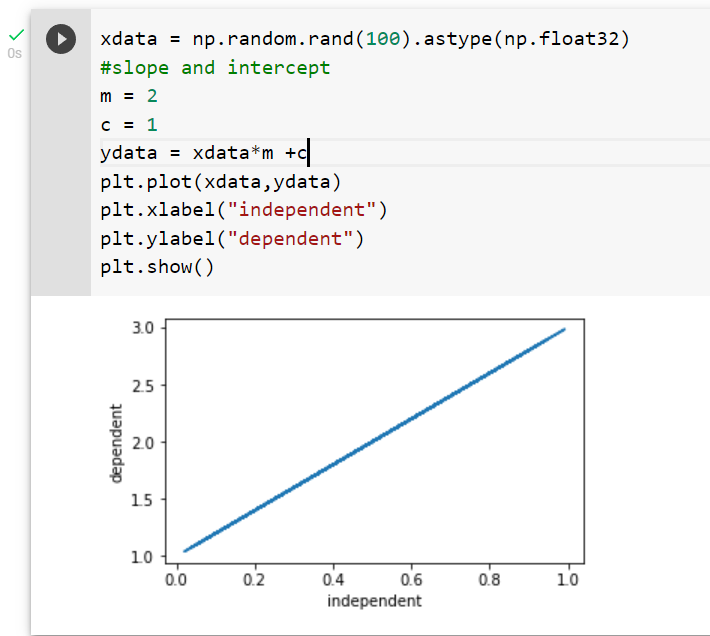 xdata = np.random.rand(100).astype(np.float32)
0s
#slope and intercept
m = 2
c = 1
ydata = xdata*m +c
plt.plot(xdata,ydata)
plt.xlabel("independent")
plt.ylabel("dependent")
plt.show()
3.0
2.5
2.0
1.5
1.0
dependent
0.0 0.2 0.4 0.6 0.8 1.0
independent